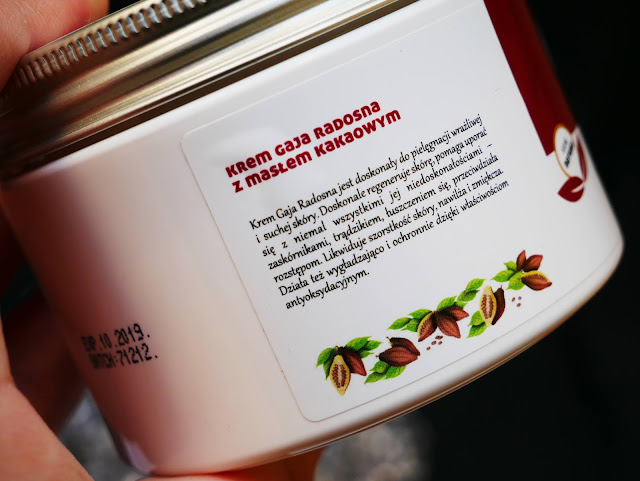 Krem Gaja Radosna
z masłem kakaowym
Krem Gaja Radosna jest doskonały do pielęgnacji wrażliwej
i suchej skóry. Doskonale regeneruje skórę, pomaga uporać
się z niemal wszystkimi jej niedoskonałościami –
zaskórnikami, trądzikiem, łuszczeniem się, przeciwdziała
rozstępom. Likwiduje szorstkość skóry, nawilża i zmiękcza.
Działa też wygładzająco i ochronnie dzięki właściwościom
antyoksydacyjnym.
EXP.10.2019.
BATCH:71212.